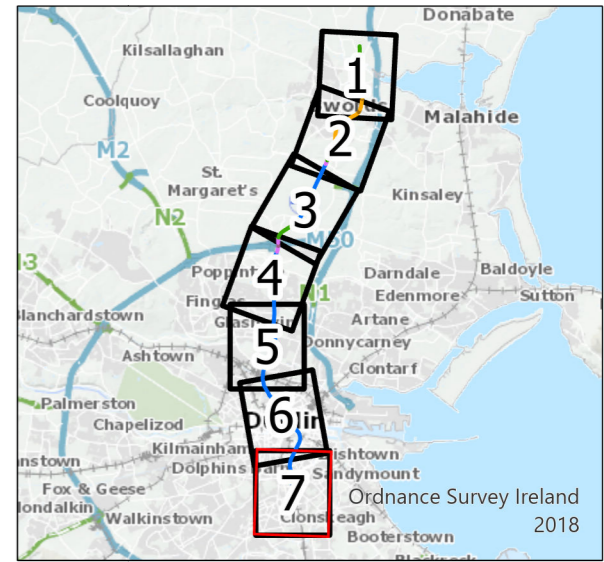 Donabate
Kilsallaghan
1
Coolquoy
Malahide
2
M2
St.
Margaret's
Kinsaley
3
N2
M50
4
Darndale
Baldoyle
N1
Edenmore
Sutton
Blanchardstown
Artane
5
Donnycarney
Ashtown
Clontarf
Palmerston
Chapelizod
6
Kilmainham
Dolphins
Sandymount
7
Fox & Geese
Ordnance Survey Ireland
2018
Walkinstown
Clonskeagh
Booterstown